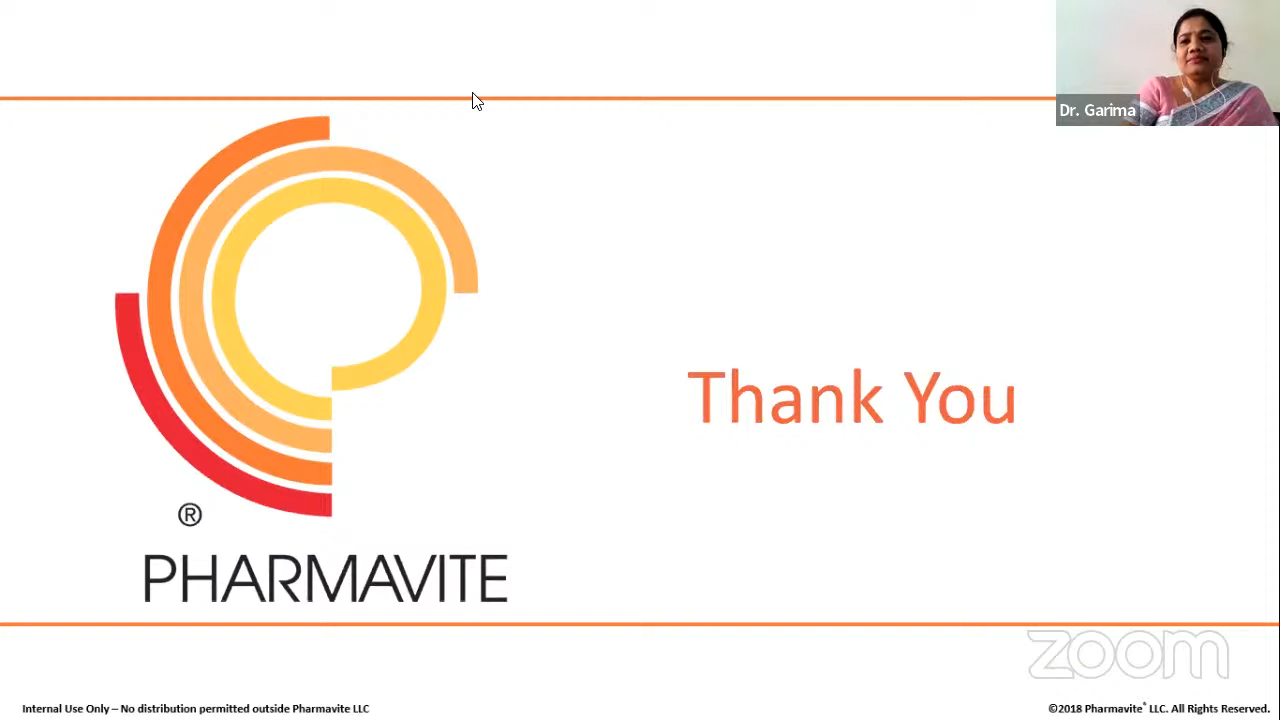 Dr. Garima
Thank You
®
PHARMAVITE
zoom
Internal Use Only – No distribution permitted outside Pharmavite LLC
©2018 Pharmavite® LLC. All Rights Reserved.